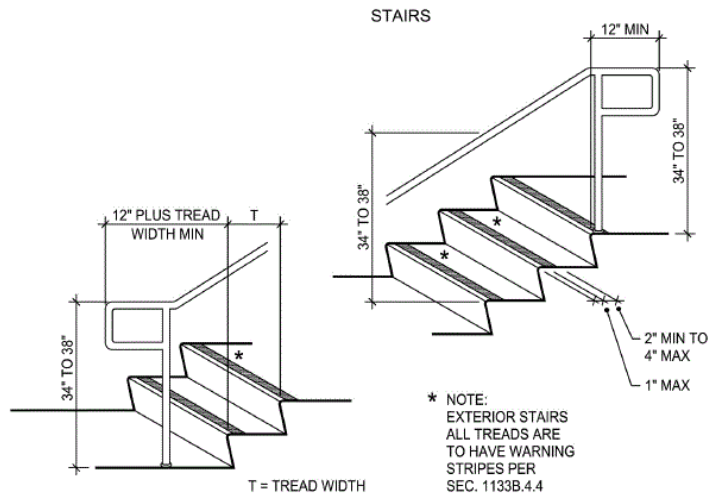 STAIRS
12" MIN
34" TO 38"
34" TO 38"
12" PLUS TREAD
WIDTH MIN
T
34" TO 38"
*
*
*
2" MIN TO
4" MAX
1" MAX
* NOTE:
EXTERIOR STAIRS
ALL TREADS ARE
TO HAVE WARNING
STRIPES PER
SEC. 1133B.4.4
T = TREAD WIDTH